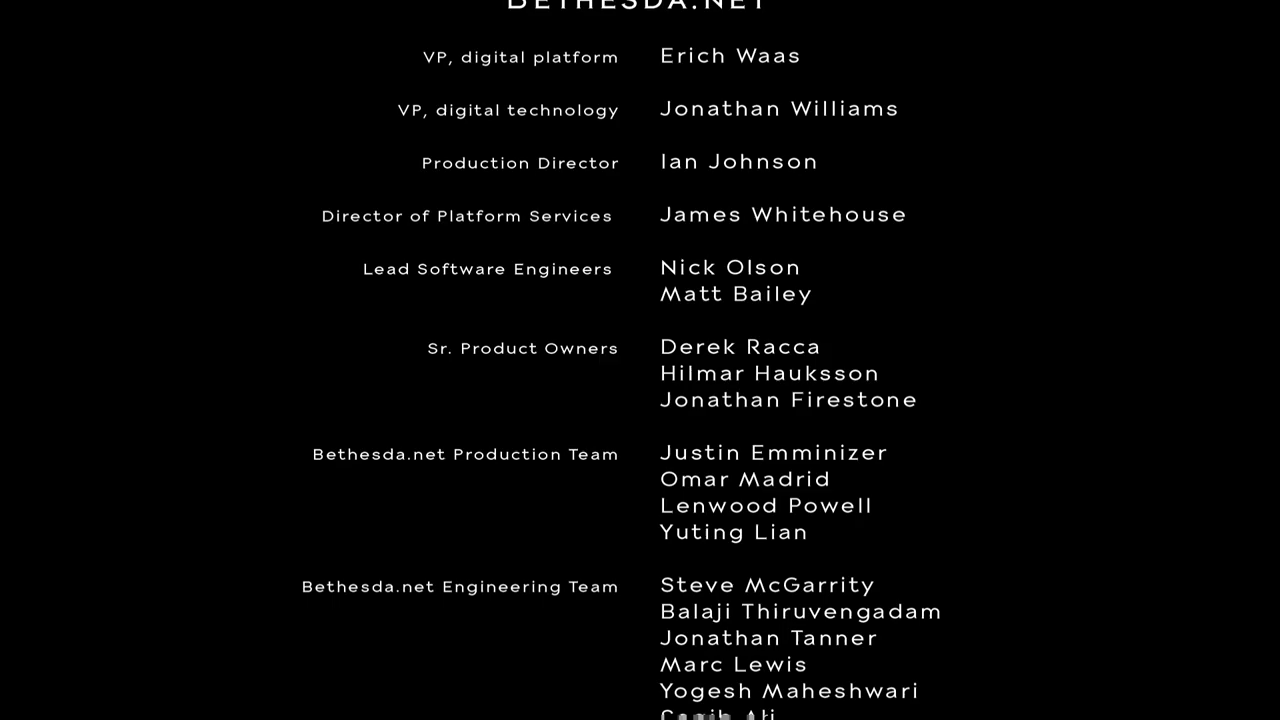 BETHESDA.NET
VP, digital platform Erich Waas
VP, digital technology Jonathan Williams
Production Director Ian Johnson
Director of Platform Services James Whitehouse
Lead Software Engineers Nick Olson
Matt Bailey
Sr. Product Owners Derek Racca
Hilmar Hauksson
Jonathan Firestone
Bethesda.net Production Team Justin Emminizer
Omar Madrid
Lenwood Powell
Yuting Lian
Bethesda.net Engineering Team Steve McGarrity
Balaji Thiruvengadam
Jonathan Tanner
Marc Lewis
Yogesh Maheshwari